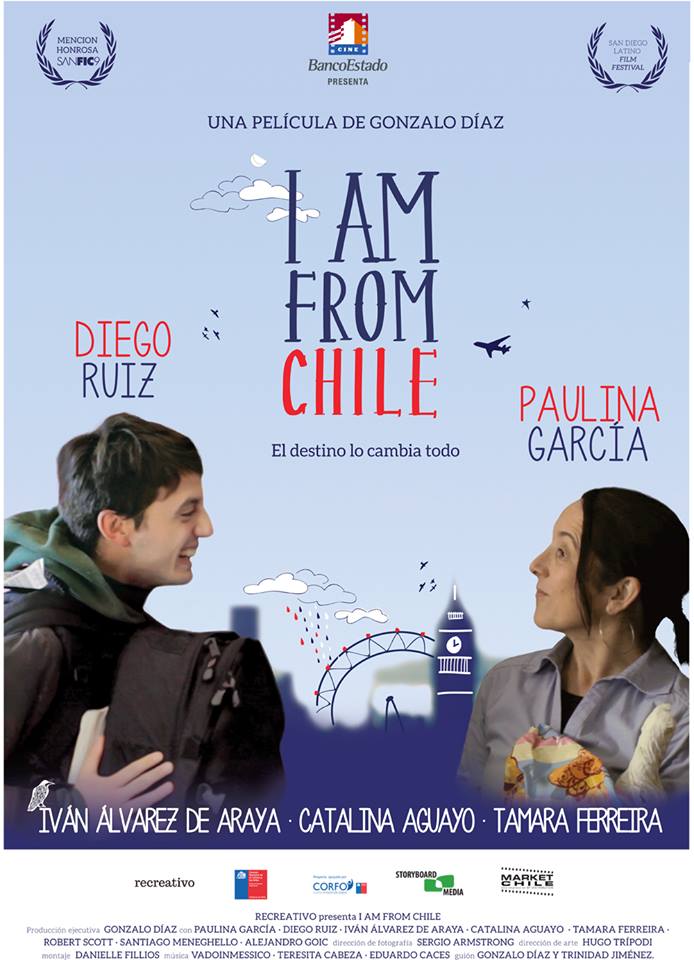 MENCION
HONROSA
SANFIC9
CINE
BancoEstado
PRESENTA
SAN DIEGO
LATINO
FILM
FESTIVAL
UNA PELÍCULA DE GONZALO DÍAZ
I AM
FROM
CHILE
DIEGO
RUIZ
PAULINA
GARCÍA
El destino lo cambia todo
IVÁN ÁLVAREZ DE ARAYA · CATALINA AGUAYO · TAMARA FERREIRA
recreativo
CORFO
STORYBOARD
MEDIA
MARKET
CHILE
RECREATIVO presenta I AM FROM CHILE
Producción ejecutiva GONZALO DÍAZ con PAULINA GARCÍA · DIEGO RUIZ · IVÁN ÁLVAREZ DE ARAYA · CATALINA AGUAYO · TAMARA FERREIRA ·
ROBERT SCOTT · SANTIAGO MENEGHELLO · ALEJANDRO GOIC dirección de fotografía SERGIO ARMSTRONG dirección de arte HUGO TRÍPODI
montaje DANIELLE FILLIOS música VADOINMESSICO · TERESITA CABEZA · EDUARDO CACES guión GONZALO DÍAZ Y TRINIDAD JIMÉNEZ.